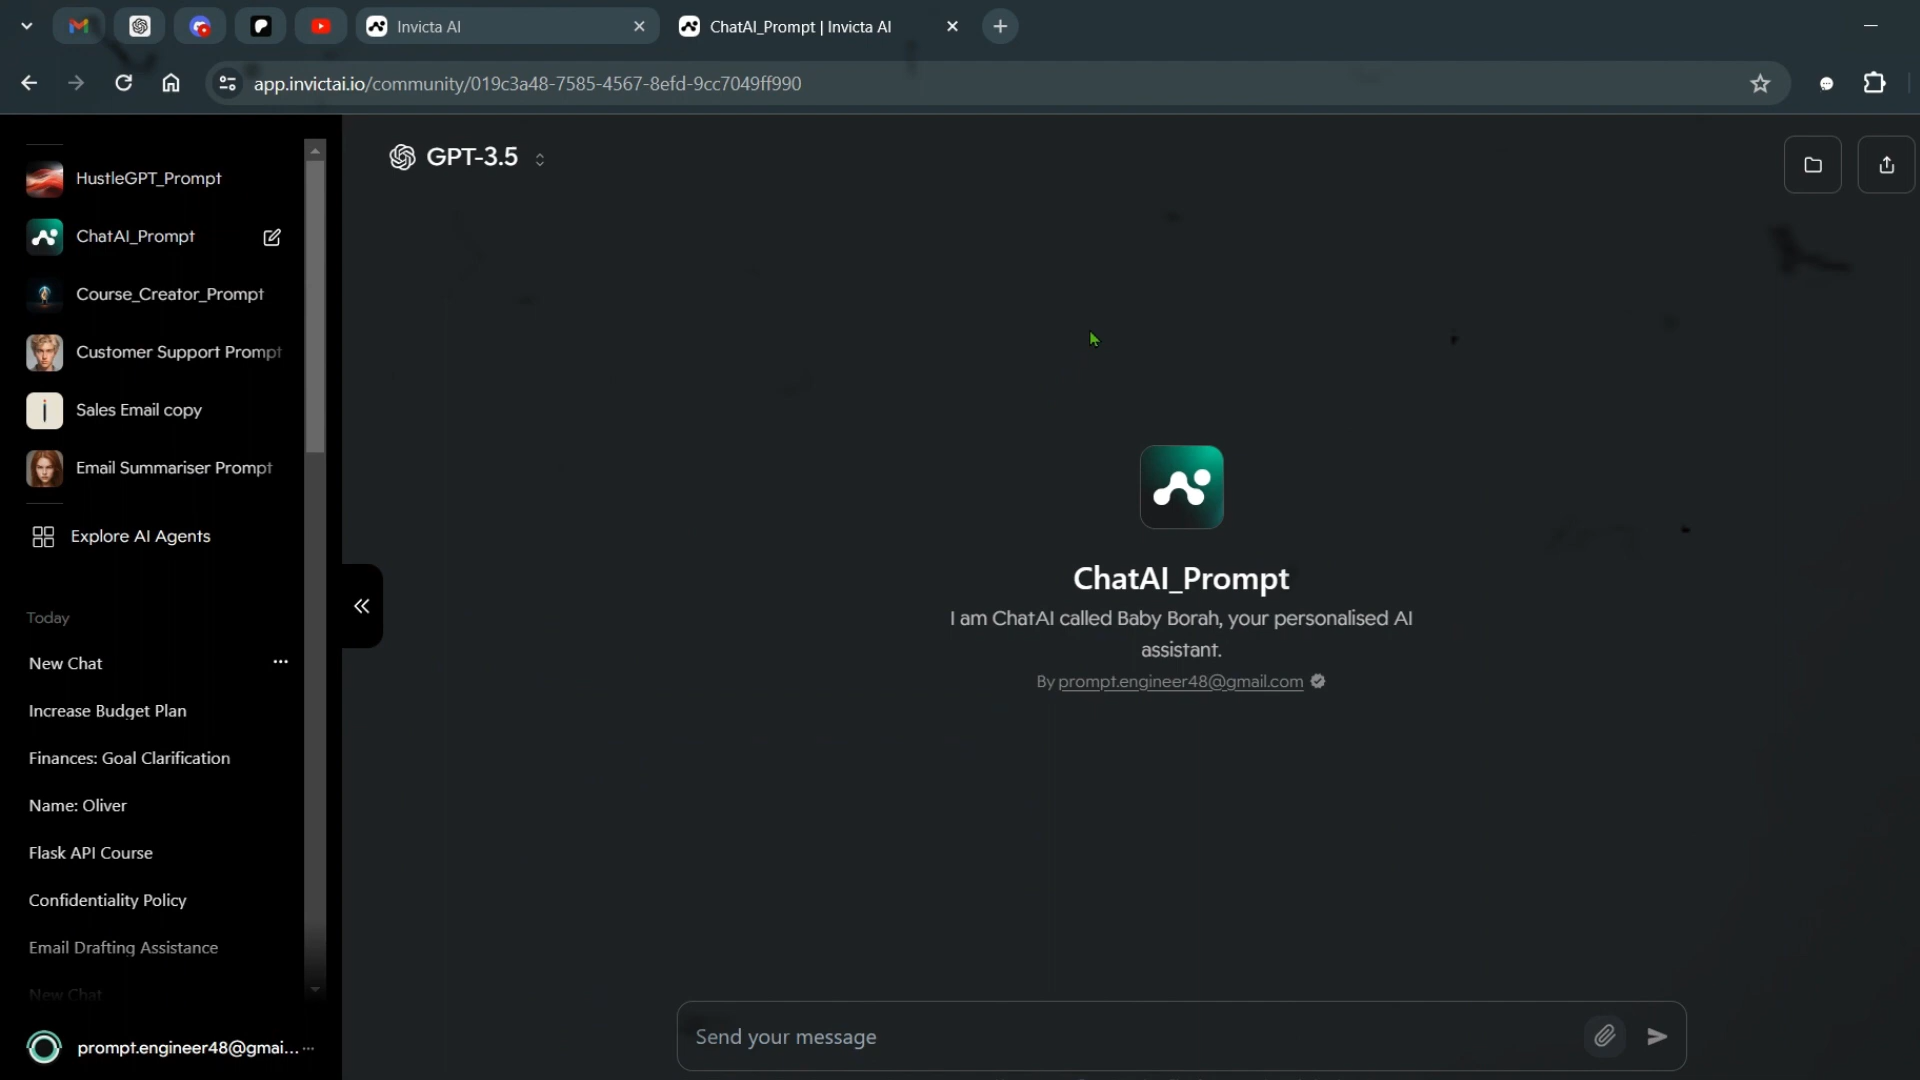 Invicta AI
ChatAI_Prompt | Invicta AI
app.invictai.io/community/019c3a48-7585-4567-8efd-9cc7049ff990
HustleGPT_Prompt
ChatAI_Prompt
Course_Creator_Prompt
Customer Support Prompt
Sales Email copy
Email Summariser Prompt
Explore AI Agents
Today
New Chat
Increase Budget Plan
Finances: Goal Clarification
Name: Oliver
Flask API Course
Confidentiality Policy
Email Drafting Assistance
New Chat
prompt.engineer48@gmai...
GPT-3.5
ChatAI_Prompt
I am ChatAI called Baby Borah, your personalised AI
assistant.
By prompt.engineer48@gmail.com
Send your message